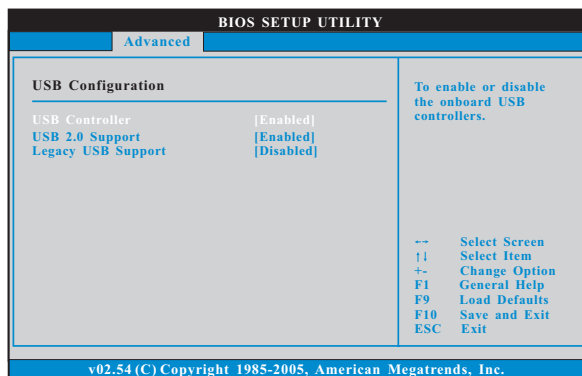 BIOS SETUP UTILITY
Advanced
USB Configuration
USB Controller [Enabled]
USB 2.0 Support [Enabled]
Legacy USB Support [Disabled]
To enable or disable
the onboard USB
controllers.
←→ Select Screen
↑↓ Select Item
+- Change Option
F1 General Help
F9 Load Defaults
F10 Save and Exit
ESC Exit
v02.54 (C) Copyright 1985-2005, American Megatrends, Inc.